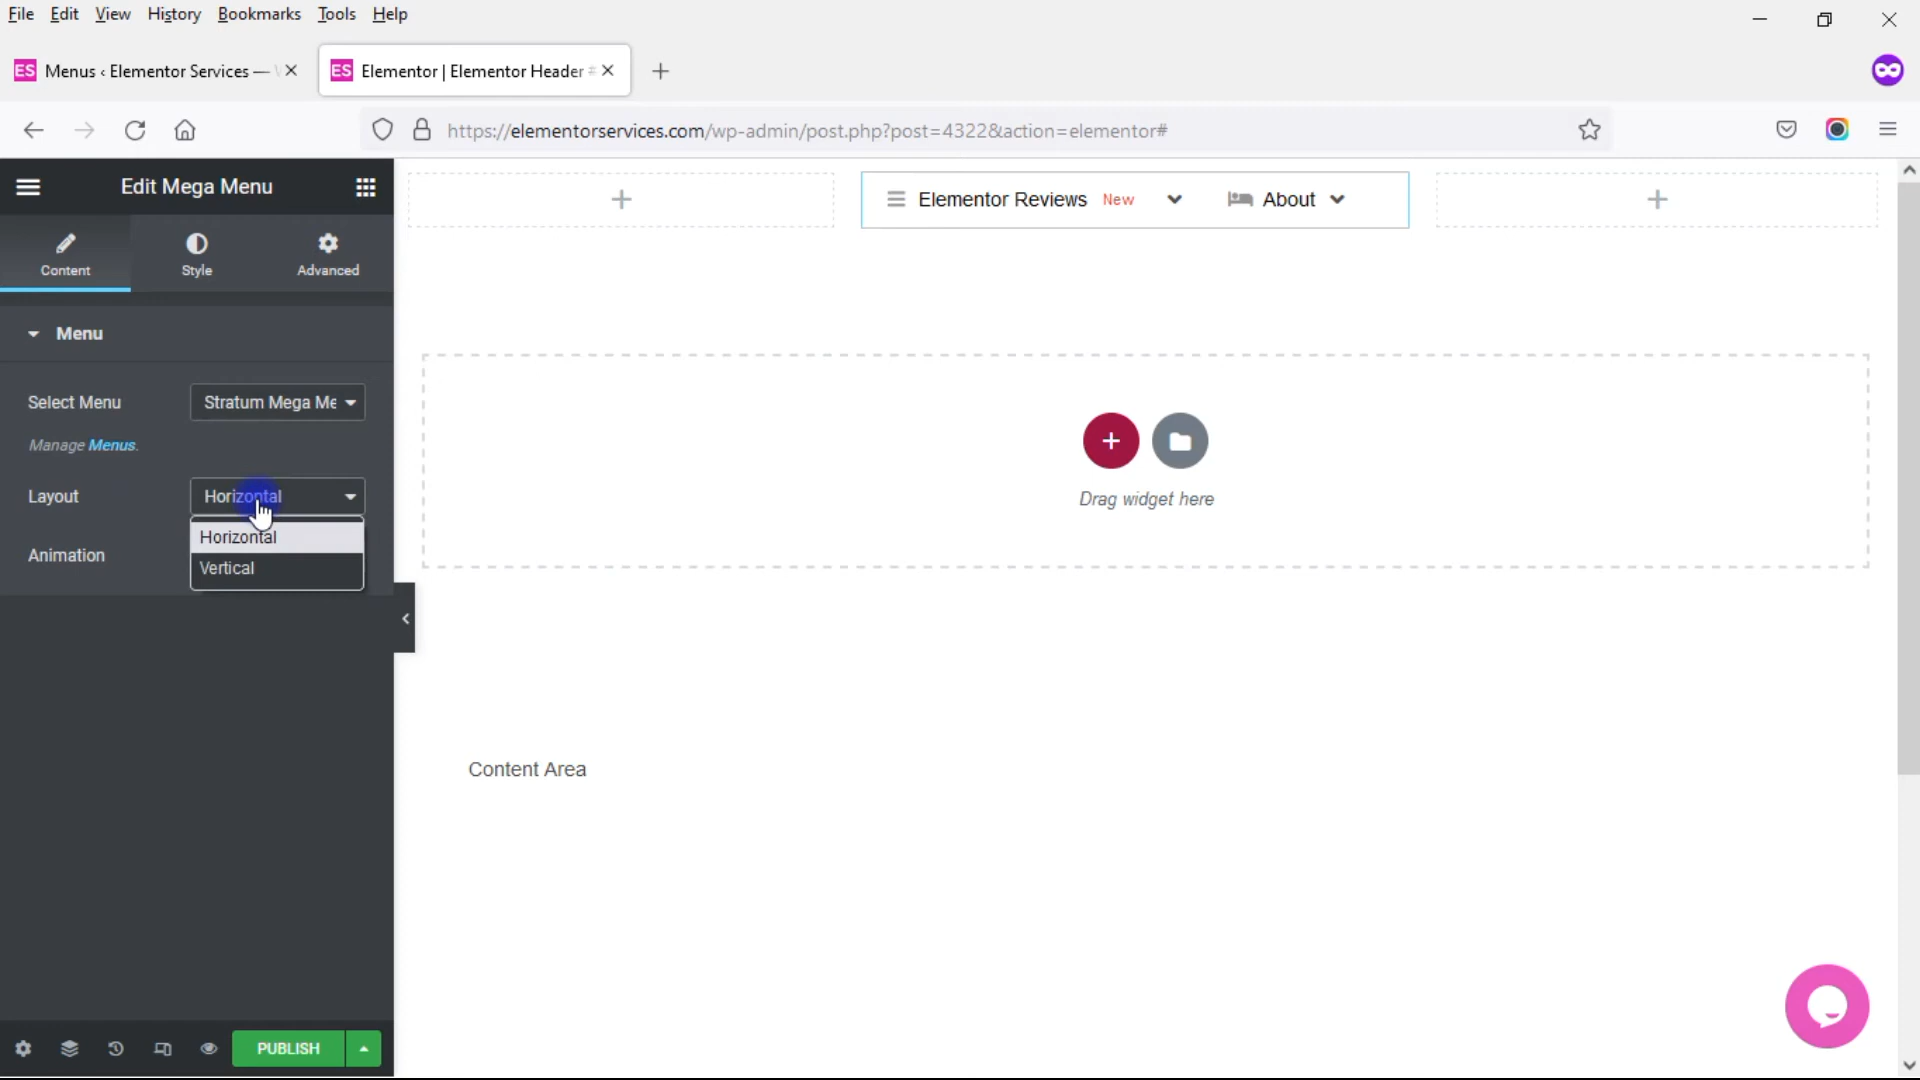 File Edit View History Bookmarks Tools Help
ES Menus ‹ Elementor Services —
ES Elementor | Elementor Header
https://elementorservices.com/wp-admin/post.php?post=4322&action=elementor#
Edit Mega Menu
Elementor Reviews New
About
Content
Style
Advanced
Menu
Select Menu
Stratum Mega Me
Manage Menus.
Layout
Horizontal
Horizontal
Vertical
Animation
Drag widget here
Content Area
PUBLISH